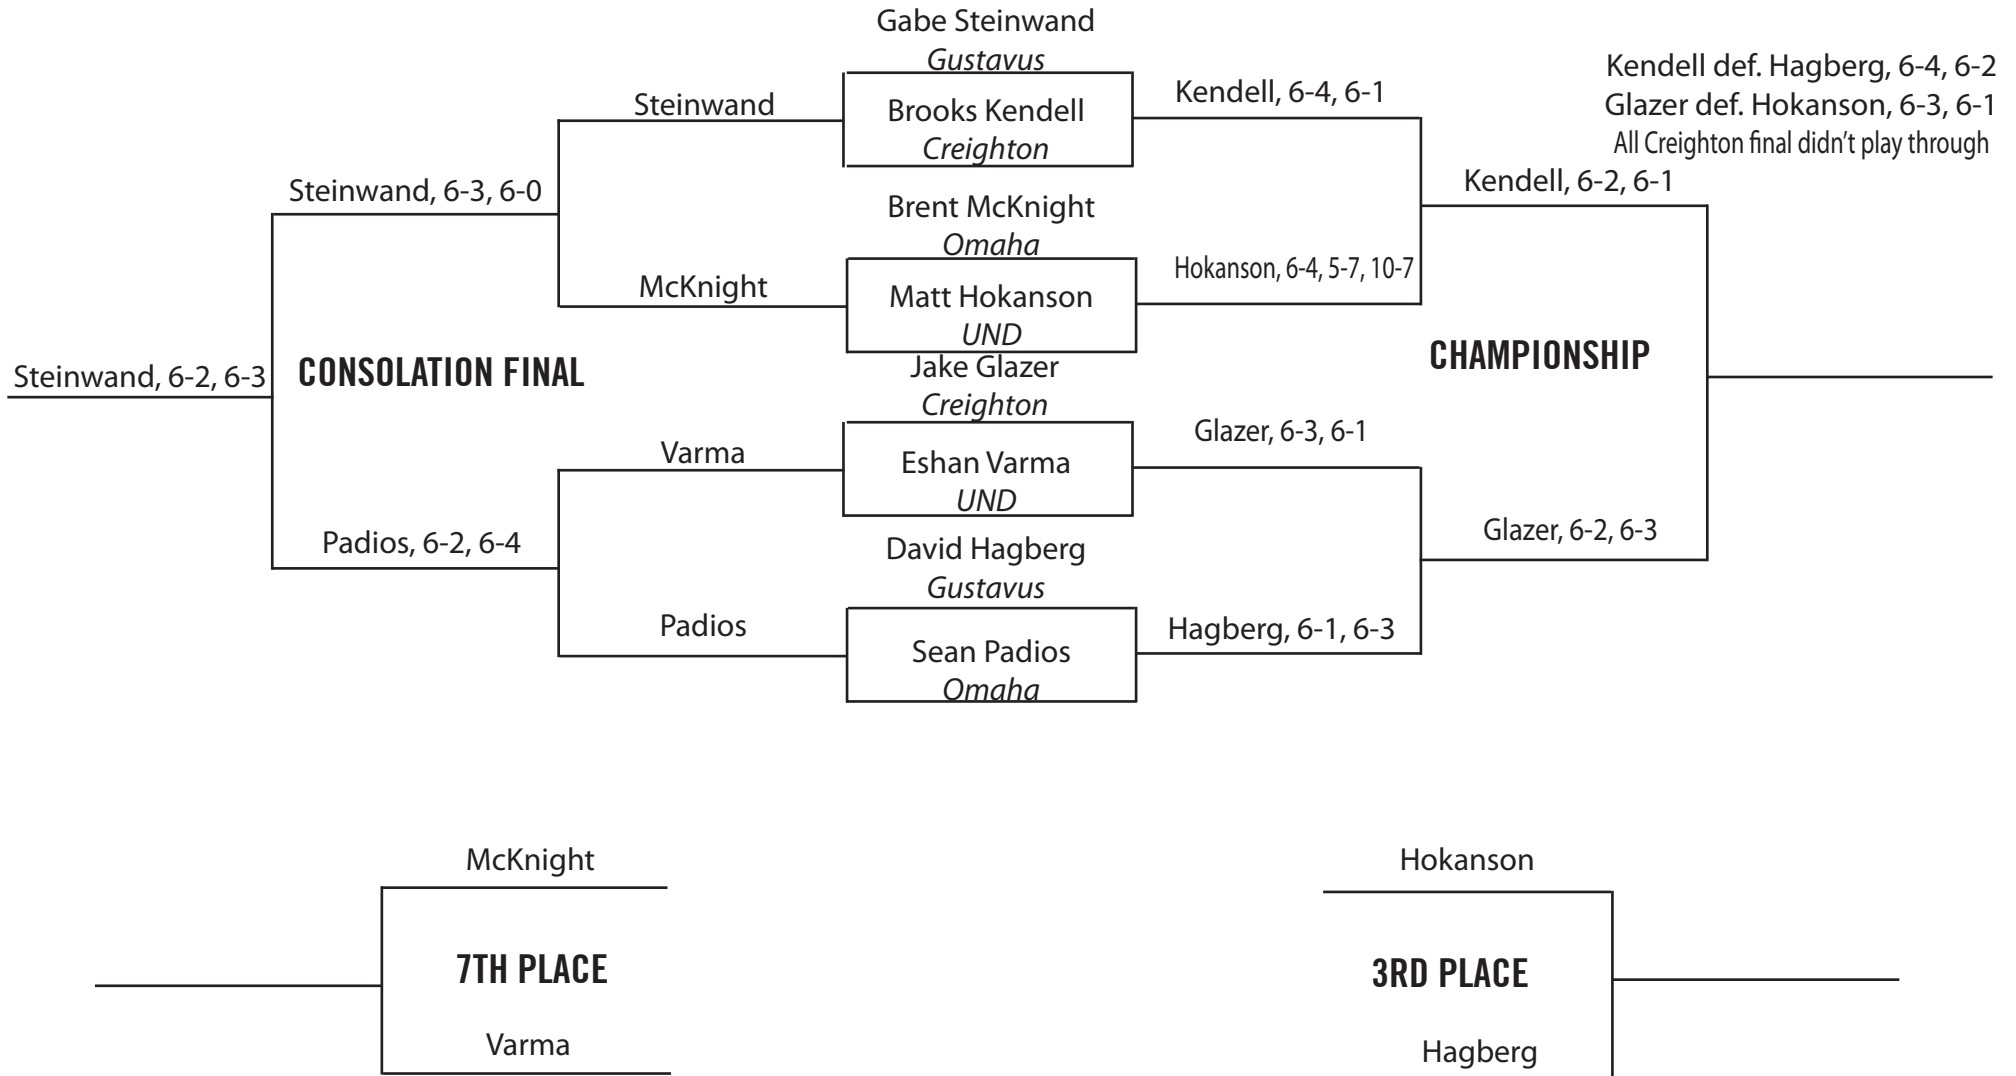 Gabe Steinwand
Gustavus
Brooks Kendell
Creighton
Brent McKnight
Omaha
Matt Hokanson
UND
Jake Glazer
Creighton
Eshan Varma
UND
David Hagberg
Gustavus
Sean Padios
Omaha
Steinwand
McKnight
Varma
Padios
Steinwand, 6-3, 6-0
Padios, 6-2, 6-4
CONSOLATION FINAL
Steinwand, 6-2, 6-3
Kendell, 6-4, 6-1
Hokanson, 6-4, 5-7, 10-7
Glazer, 6-3, 6-1
Hagberg, 6-1, 6-3
Kendell def. Hagberg, 6-4, 6-2
Glazer def. Hokanson, 6-3, 6-1
All Creighton final didn’t play through
Kendell, 6-2, 6-1
CHAMPIONSHIP
Glazer, 6-2, 6-3
McKnight
7TH PLACE
Varma
Hokanson
3RD PLACE
Hagberg